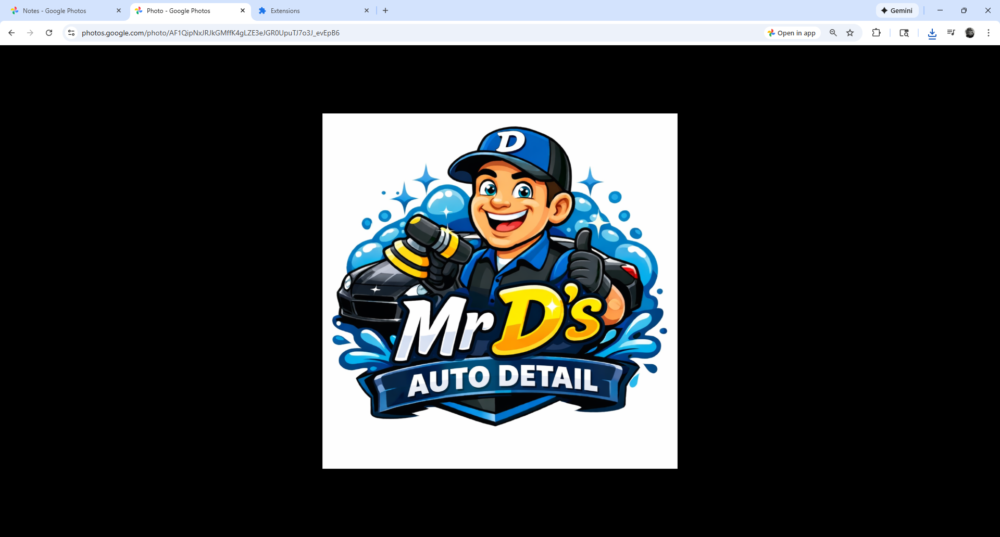 Notes - Google Photos
Photo - Google Photos
Extensions
Gemini
photos.google.com/photo/AF1QipNxJRJkGMffK4gLZE3eJGR0UpuTJ7o3J_evEpB6
Open in app
D
Mr D's
AUTO DETAIL